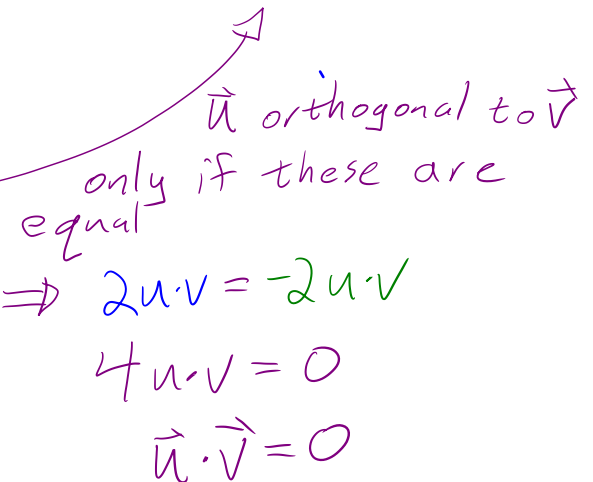 u⃗ orthogonal to v⃗
only if these are
equal
⇒ 2u·v = -2u·v
4u·v = 0
u⃗·v⃗ = 0